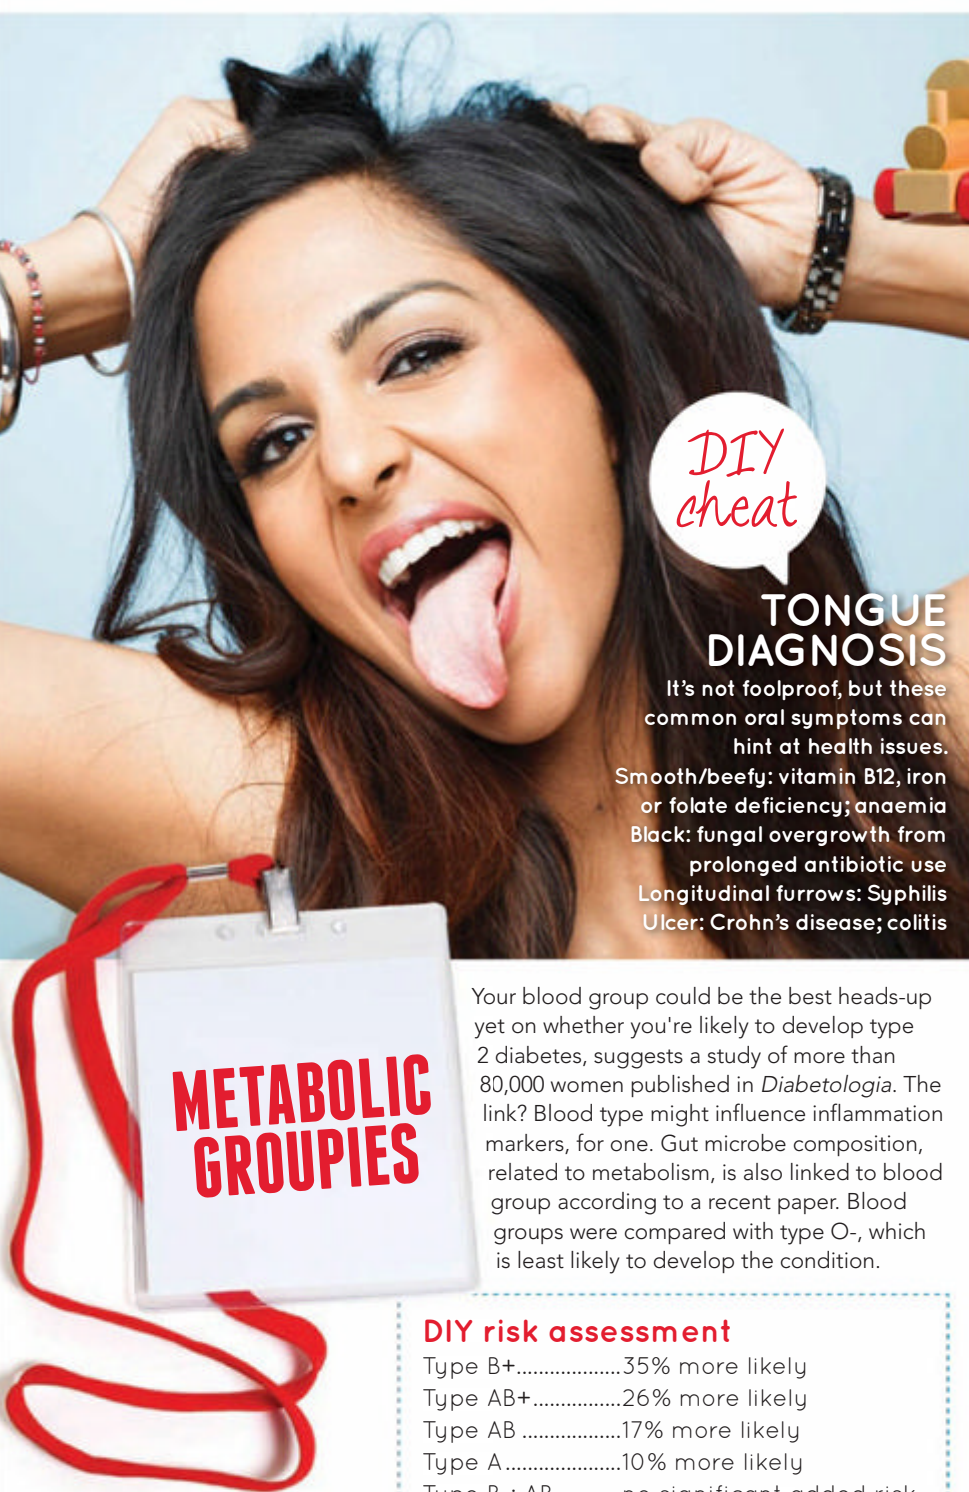 DIY
cheat
TONGUE
DIAGNOSIS
It's not foolproof, but these
common oral symptoms can
hint at health issues.
Smooth/beefy: vitamin B12, iron
or folate deficiency; anaemia
Black: fungal overgrowth from
prolonged antibiotic use
Longitudinal furrows: Syphilis
Ulcer: Crohn's disease; colitis
METABOLIC
GROUPIES
Your blood group could be the best heads-up
yet on whether you're likely to develop type
2 diabetes, suggests a study of more than
80,000 women published in Diabetologia. The
link? Blood type might influence inflammation
markers, for one. Gut microbe composition,
related to metabolism, is also linked to blood
group according to a recent paper. Blood
groups were compared with type O-, which
is least likely to develop the condition.
DIY risk assessment
Type B+...................35% more likely
Type AB+................26% more likely
Type AB ..................17% more likely
Type A.....................10% more likely
no significant added risk